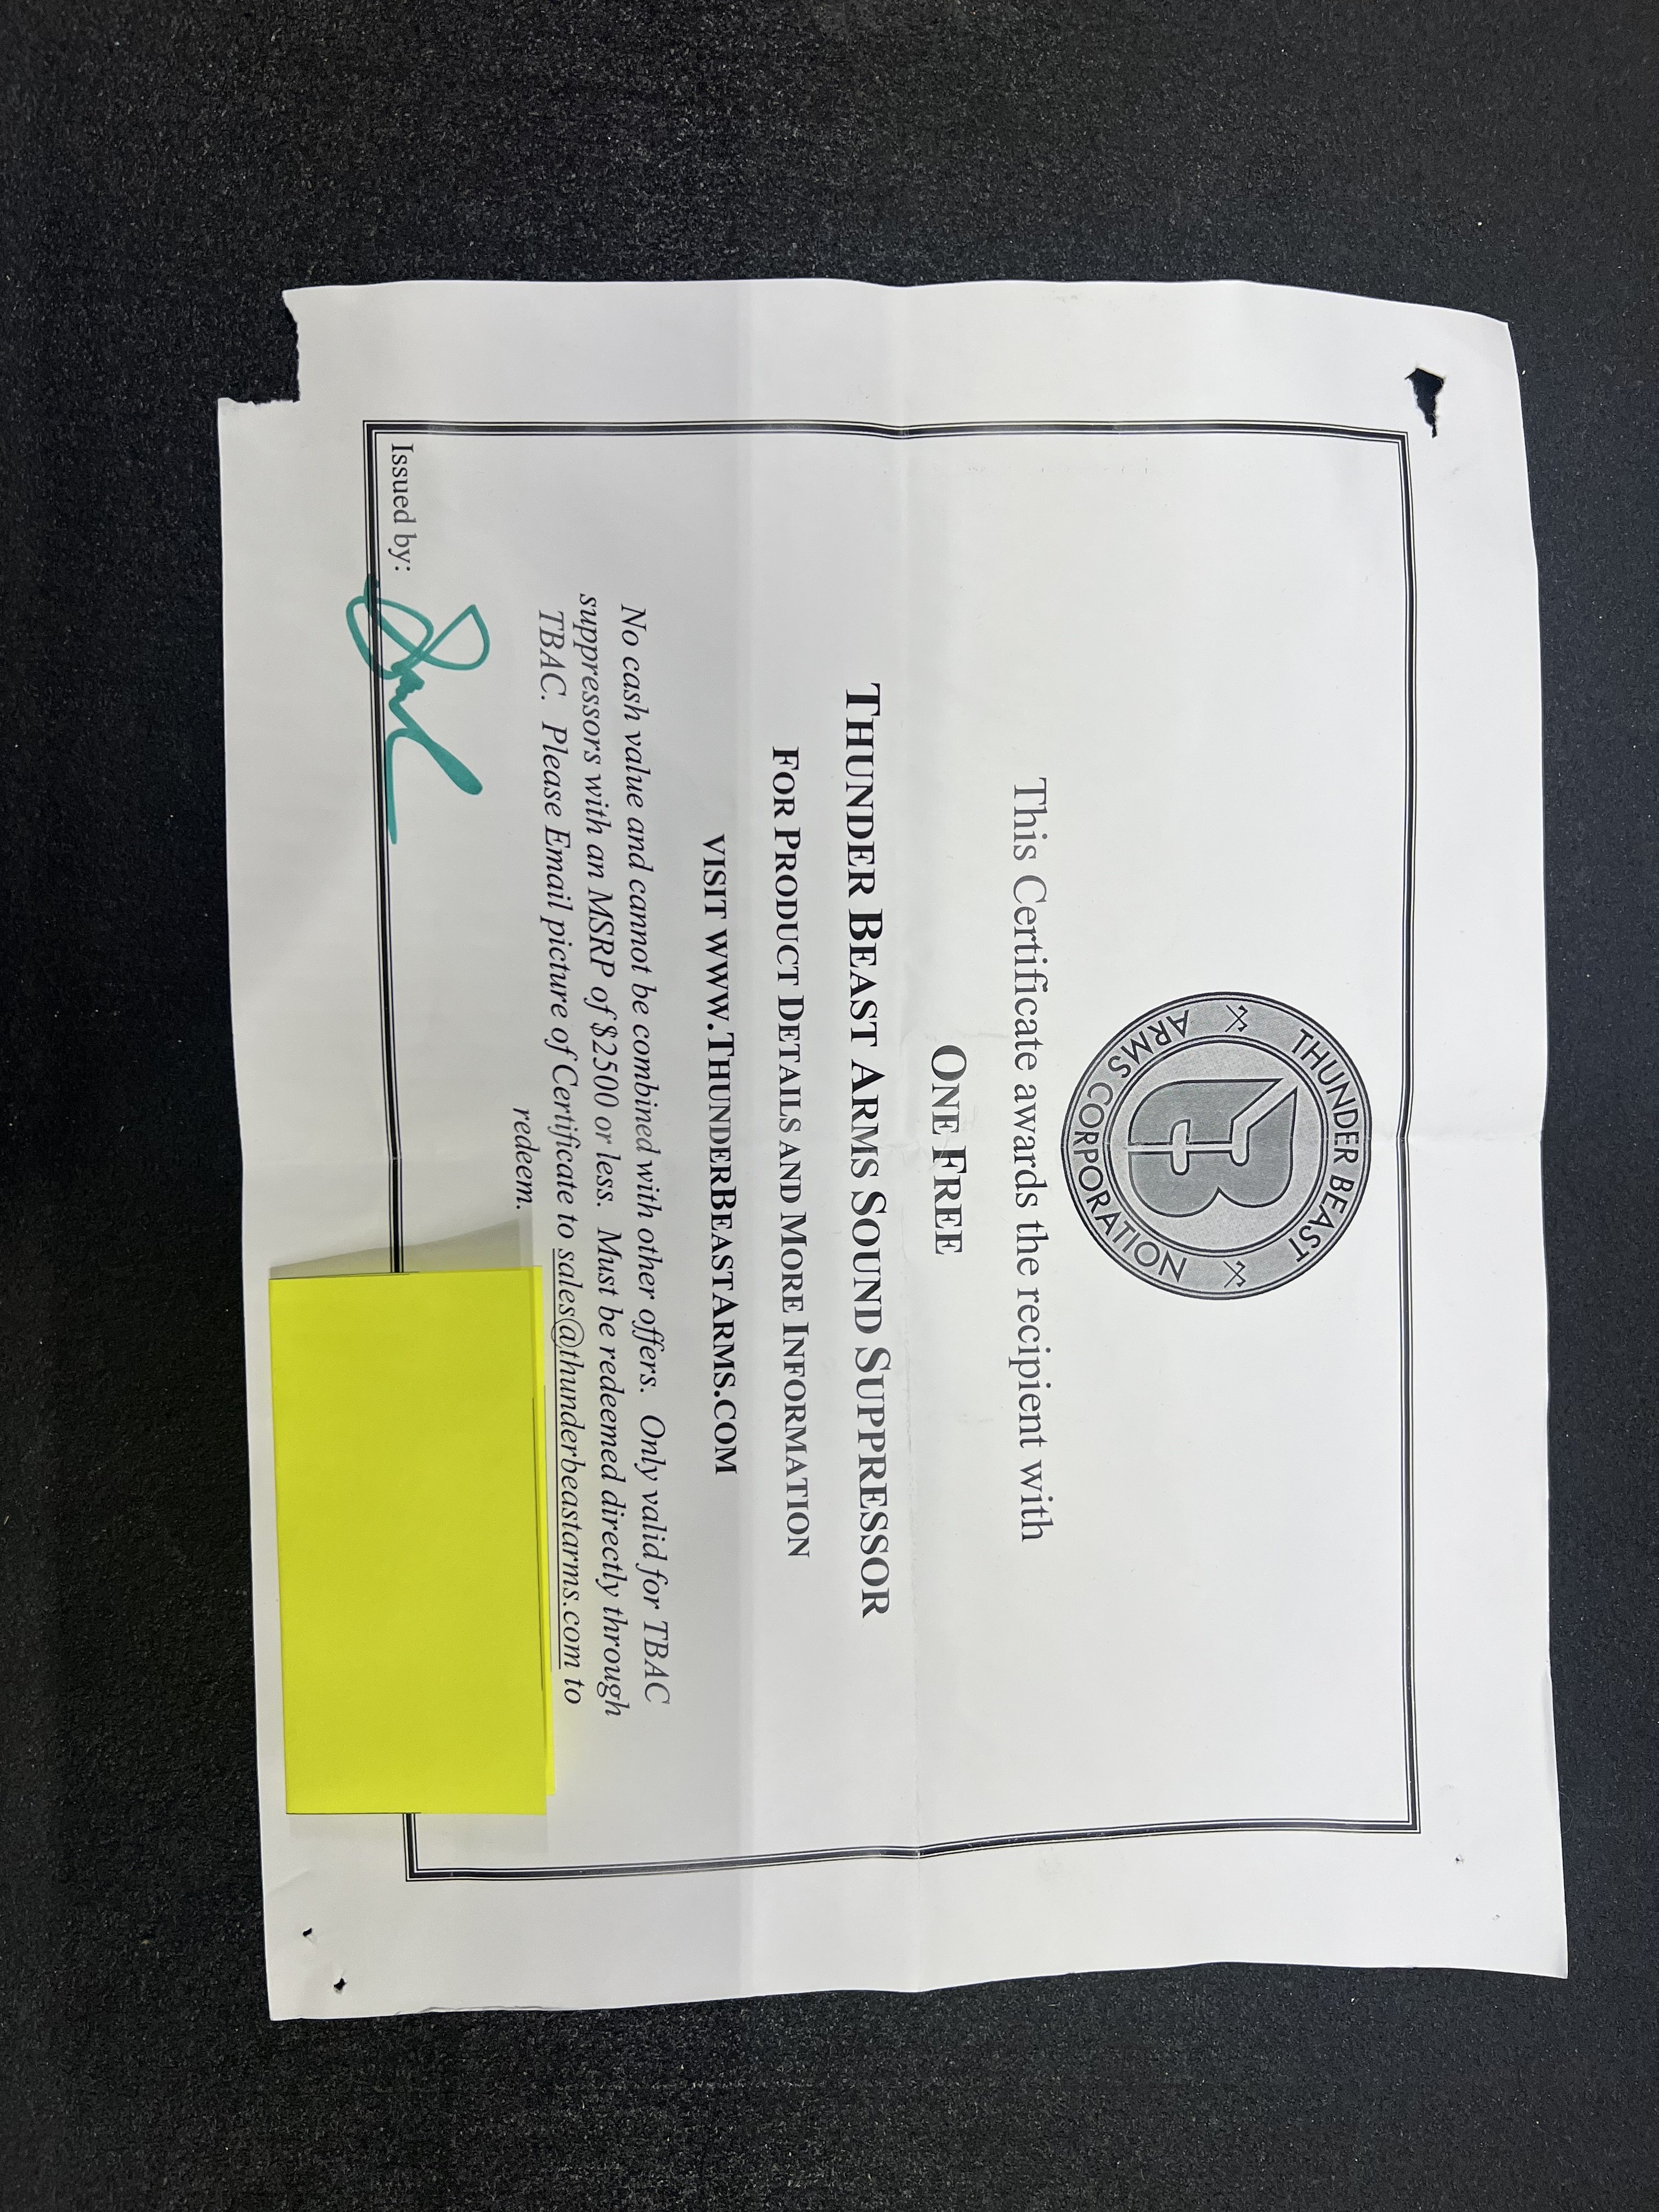 THUNDER BEAST
ARMS CORPORATION
This Certificate awards the recipient with
ONE FREE
THUNDER BEAST ARMS SOUND SUPPRESSOR
FOR PRODUCT DETAILS AND MORE INFORMATION
VISIT WWW.THUNDERBEASTARMS.COM
No cash value and cannot be combined with other offers. Only valid for TBAC
suppressors with an MSRP of $2500 or less. Must be redeemed directly through
TBAC. Please Email picture of Certificate to sales@thunderbeastarms.com to
redeem.
Issued by: